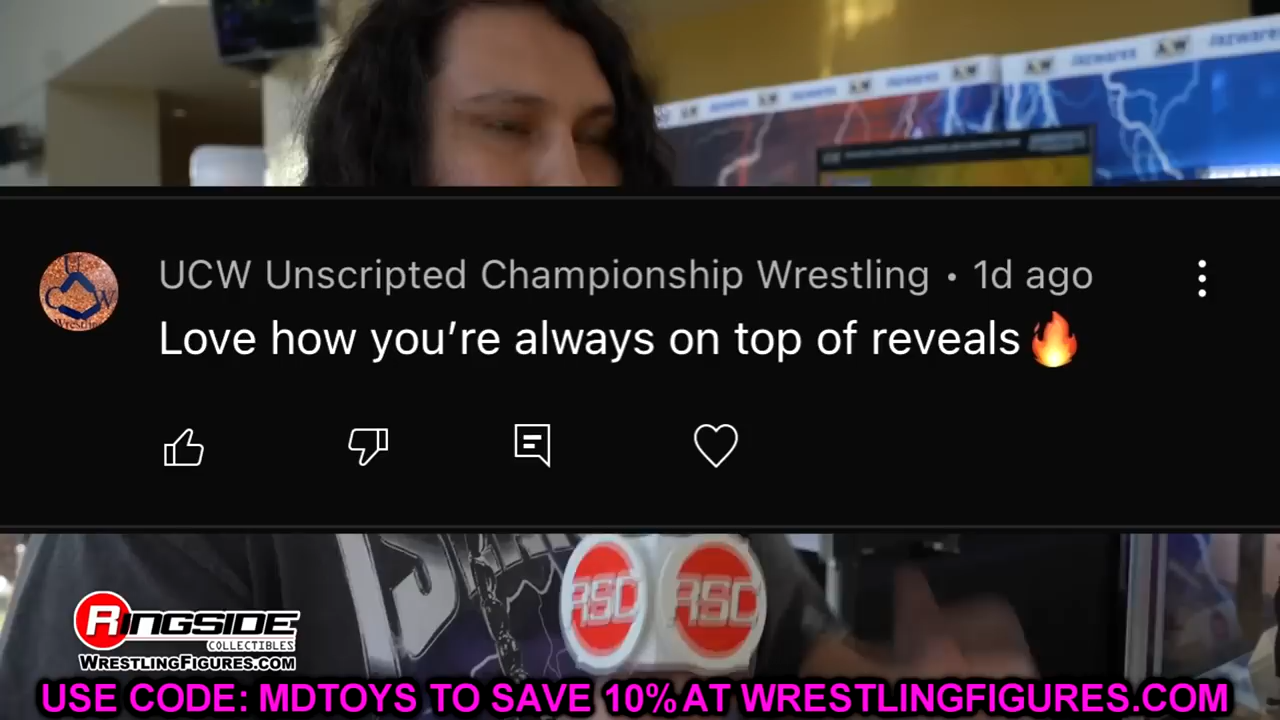 UCW Unscripted Championship Wrestling • 1d ago
Love how you're always on top of reveals🔥
RSC RSC
RINGSIDE
COLLECTIBLES
WRESTLINGFIGURES.COM
USE CODE: MDTOYS TO SAVE 10% AT WRESTLINGFIGURES.COM